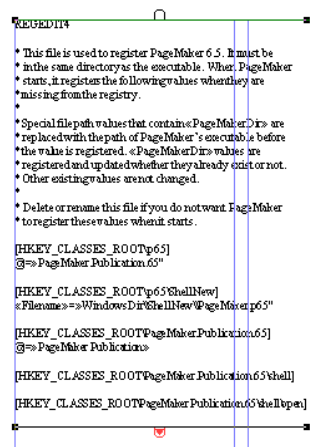 REGEDIT4
* This file is used to register PageMaker 6.5. It must be
* in the same directory as the executable. When PageMaker
* starts, it registers the following values when they are
* missing from the registry.
*
* Special filepath values that contain «PageMakerDir» are
* replaced with the path of PageMaker`s executable before
* the value is registered. «PageMakerDir» values are
* registered and updated whether they already exist or not.
* Other existing values are not changed.
*
* Delete or rename this file if you do not want PageMaker
* to register these values when it starts.
[HKEY_CLASSES_ROOT\p65]
@=»PageMaker.Publication.65"
[HKEY_CLASSES_ROOT\p65\ShellNew]
«Filename»=»WindowsDir\\ShellNew\\PageMaker.p65"
[HKEY_CLASSES_ROOT\PageMaker.Publication.65]
@=»PageMaker Publication»
[HKEY_CLASSES_ROOT\PageMaker.Publication.65\shell]
[HKEY_CLASSES_ROOT\PageMaker.Publication.65\shell\open]